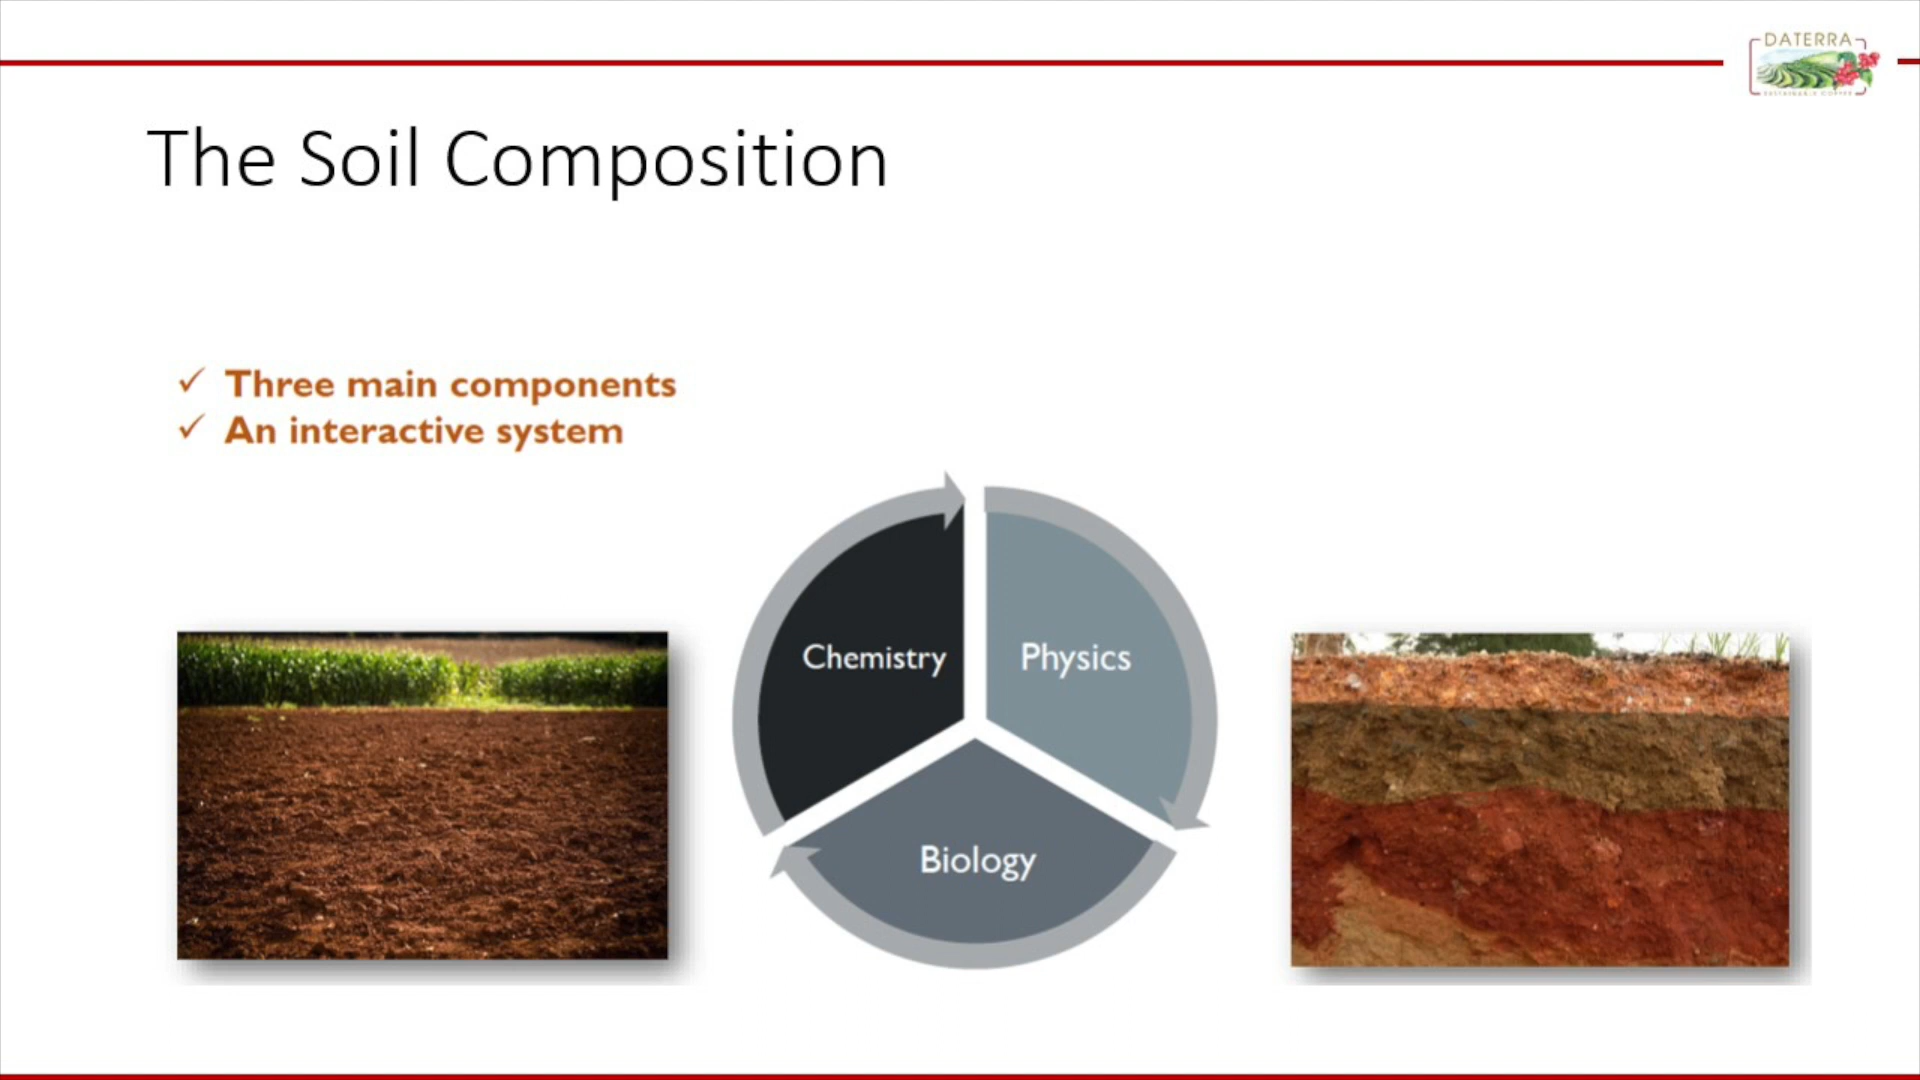 DATERRA
The Soil Composition
✓ Three main components
✓ An interactive system
Chemistry
Physics
Biology